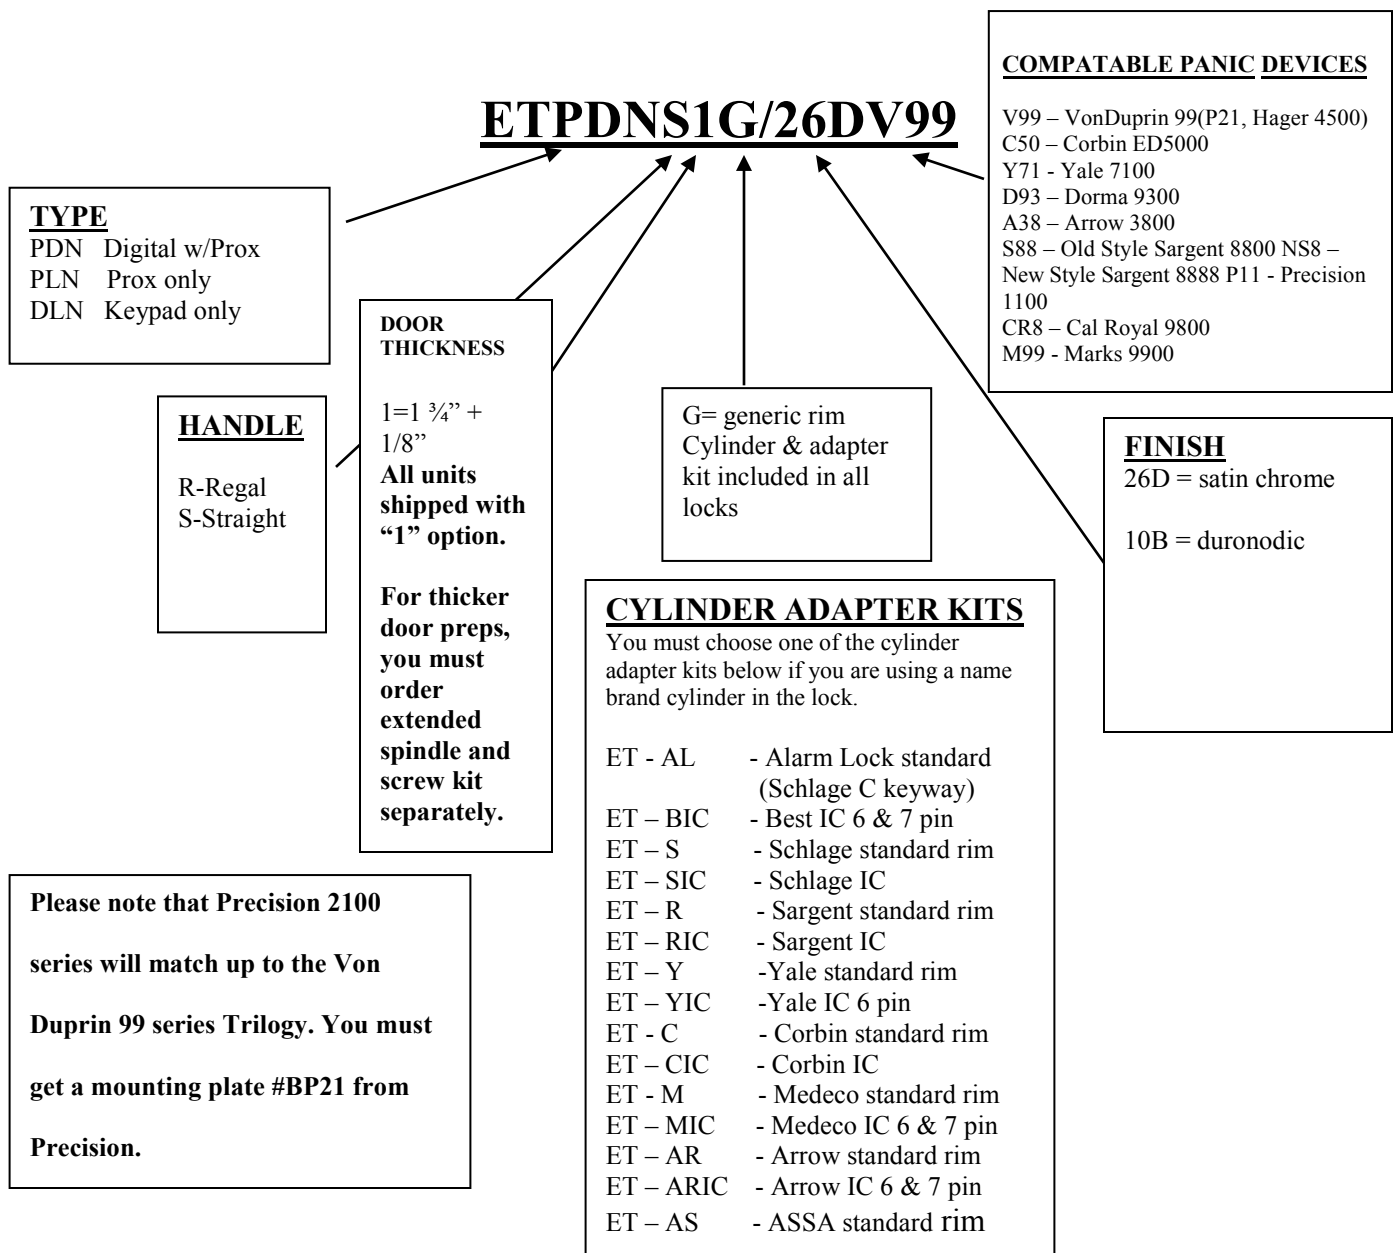 ETPDNS1G/26DV99
COMPATABLE PANIC DEVICES
V99 – VonDuprin 99(P21, Hager 4500)
C50 – Corbin ED5000
Y71 - Yale 7100
D93 – Dorma 9300
A38 – Arrow 3800
S88 – Old Style Sargent 8800 NS8 –
New Style Sargent 8888 P11 - Precision
1100
CR8 – Cal Royal 9800
M99 - Marks 9900
TYPE
PDN Digital w/Prox
PLN Prox only
DLN Keypad only
HANDLE
R-Regal
S-Straight
DOOR
THICKNESS
1=1 ¾” +
1/8”
All units
shipped with
“1” option.
For thicker
door preps,
you must
order
extended
spindle and
screw kit
separately.
G= generic rim
Cylinder & adapter
kit included in all
locks
FINISH
26D = satin chrome
10B = duronodic
CYLINDER ADAPTER KITS
You must choose one of the cylinder
adapter kits below if you are using a name
brand cylinder in the lock.
ET - AL - Alarm Lock standard
(Schlage C keyway)
ET – BIC - Best IC 6 & 7 pin
ET – S - Schlage standard rim
ET – SIC - Schlage IC
ET – R - Sargent standard rim
ET – RIC - Sargent IC
ET – Y -Yale standard rim
ET – YIC -Yale IC 6 pin
ET - C - Corbin standard rim
ET – CIC - Corbin IC
ET - M - Medeco standard rim
ET – MIC - Medeco IC 6 & 7 pin
ET – AR - Arrow standard rim
ET – ARIC - Arrow IC 6 & 7 pin
ET – AS - ASSA standard rim
Please note that Precision 2100
series will match up to the Von
Duprin 99 series Trilogy. You must
get a mounting plate #BP21 from
Precision.